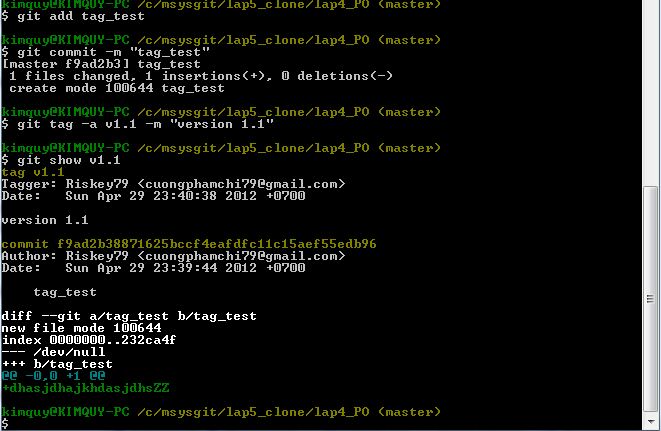 kimquy@KIMQUY-PC /c/msysgit/lap5_clone/lap4_PO (master)
$ git add tag_test
kimquy@KIMQUY-PC /c/msysgit/lap5_clone/lap4_PO (master)
$ git commit -m "tag_test"
[master f9ad2b3] tag_test
 1 files changed, 1 insertions(+), 0 deletions(-)
 create mode 100644 tag_test
kimquy@KIMQUY-PC /c/msysgit/lap5_clone/lap4_PO (master)
$ git tag -a v1.1 -m "version 1.1"
kimquy@KIMQUY-PC /c/msysgit/lap5_clone/lap4_PO (master)
$ git show v1.1
tag v1.1
Tagger: Riskey79 <cuongphamchi79@gmail.com>
Date:   Sun Apr 29 23:40:38 2012 +0700
version 1.1
commit f9ad2b38871625bccf4eafdfc11c15aef55edb96
Author: Riskey79 <cuongphamchi79@gmail.com>
Date:   Sun Apr 29 23:39:44 2012 +0700
    tag_test
diff --git a/tag_test b/tag_test
new file mode 100644
index 0000000..232ca4f
--- /dev/null
+++ b/tag_test
@@ -0,0 +1 @@
+dhasjdhajkhdasjdhsZZ
kimquy@KIMQUY-PC /c/msysgit/lap5_clone/lap4_PO (master)
$